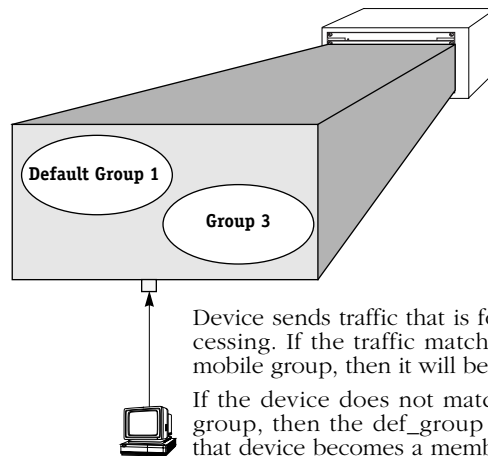 Default Group 1
Group 3
Device sends traffic that is
cessing. If the traffic match
mobile group, then it will be
If the device does not matc
group, then the def_group
that device becomes a memb